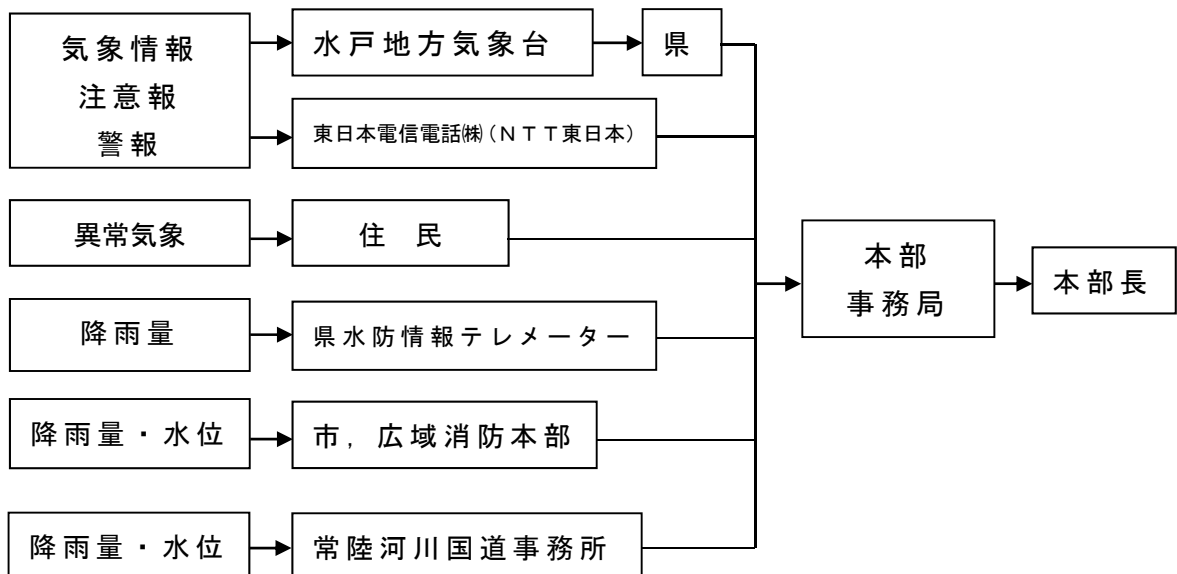 気象情報
注意報
警報
水戸地方気象台
県
東日本電信電話㈱(ＮＴＴ東日本)
異常気象
住　民
降雨量
県水防情報テレメーター
降雨量・水位
市，広域消防本部
降雨量・水位
常陸河川国道事務所
本部
事務局
本部長